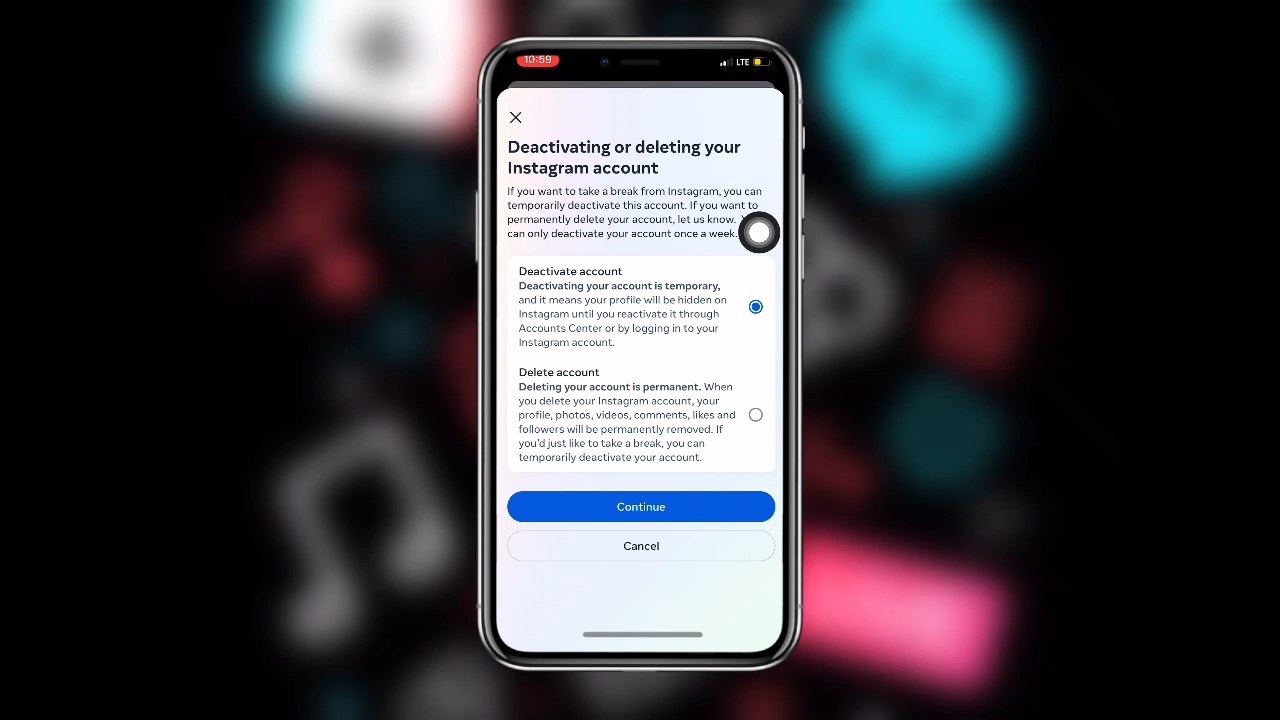 10:59
LTE
Deactivating or deleting your
Instagram account
If you want to take a break from Instagram, you can
temporarily deactivate this account. If you want to
permanently delete your account, let us know.
can only deactivate your account once a week.
Deactivate account
Deactivating your account is temporary,
and it means your profile will be hidden on
Instagram until you reactivate it through
Accounts Center or by logging in to your
Instagram account.
Delete account
Deleting your account is permanent. When
you delete your Instagram account, your
profile, photos, videos, comments, likes and
followers will be permanently removed. If
you'd just like to take a break, you can
temporarily deactivate your account.
Continue
Cancel